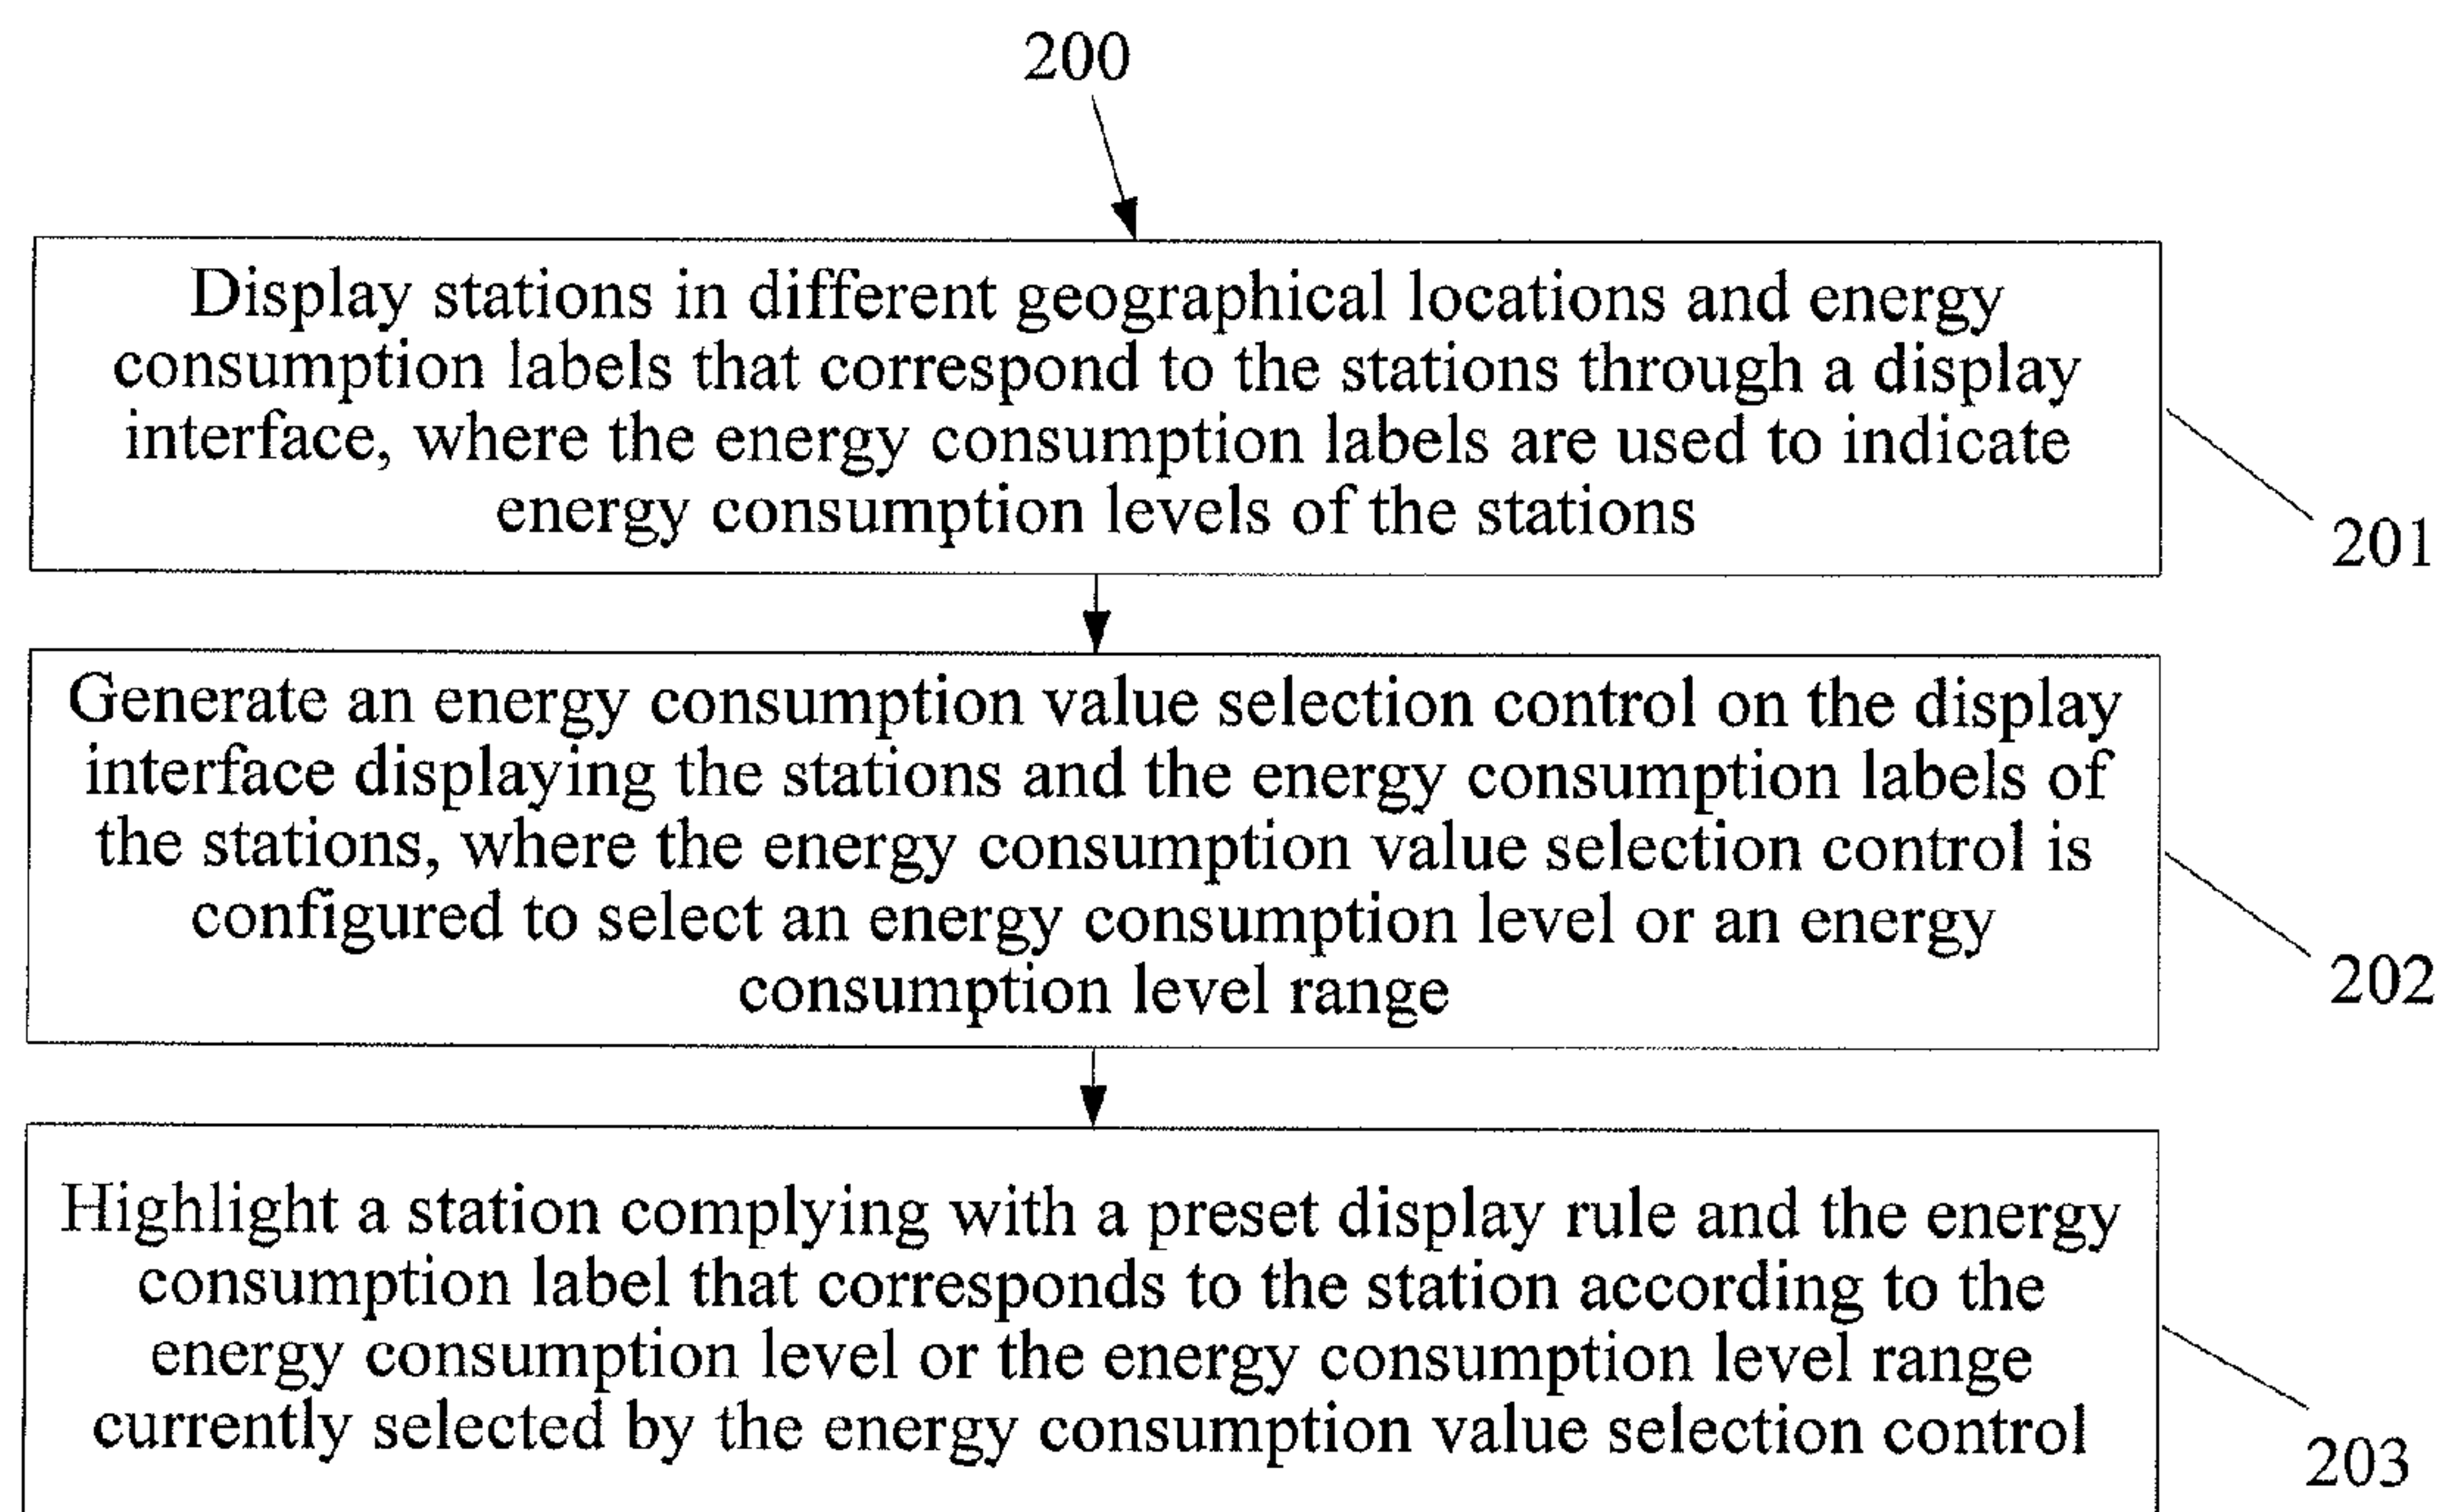 200
Display stations in different geographical locations and energy
consumption labels that correspond to the stations through a display
interface, where the energy consumption labels are used to indicate
energy consumption levels of the stations
201
Generate an energy consumption value selection control on the display
interface displaying the stations and the energy consumption labels of
the stations, where the energy consumption value selection control is
configured to select an energy consumption level or an energy
consumption level range
202
Highlight a station complying with a preset display rule and the energy
consumption label that corresponds to the station according to the
energy consumption level or the energy consumption level range
currently selected by the energy consumption value selection control
203